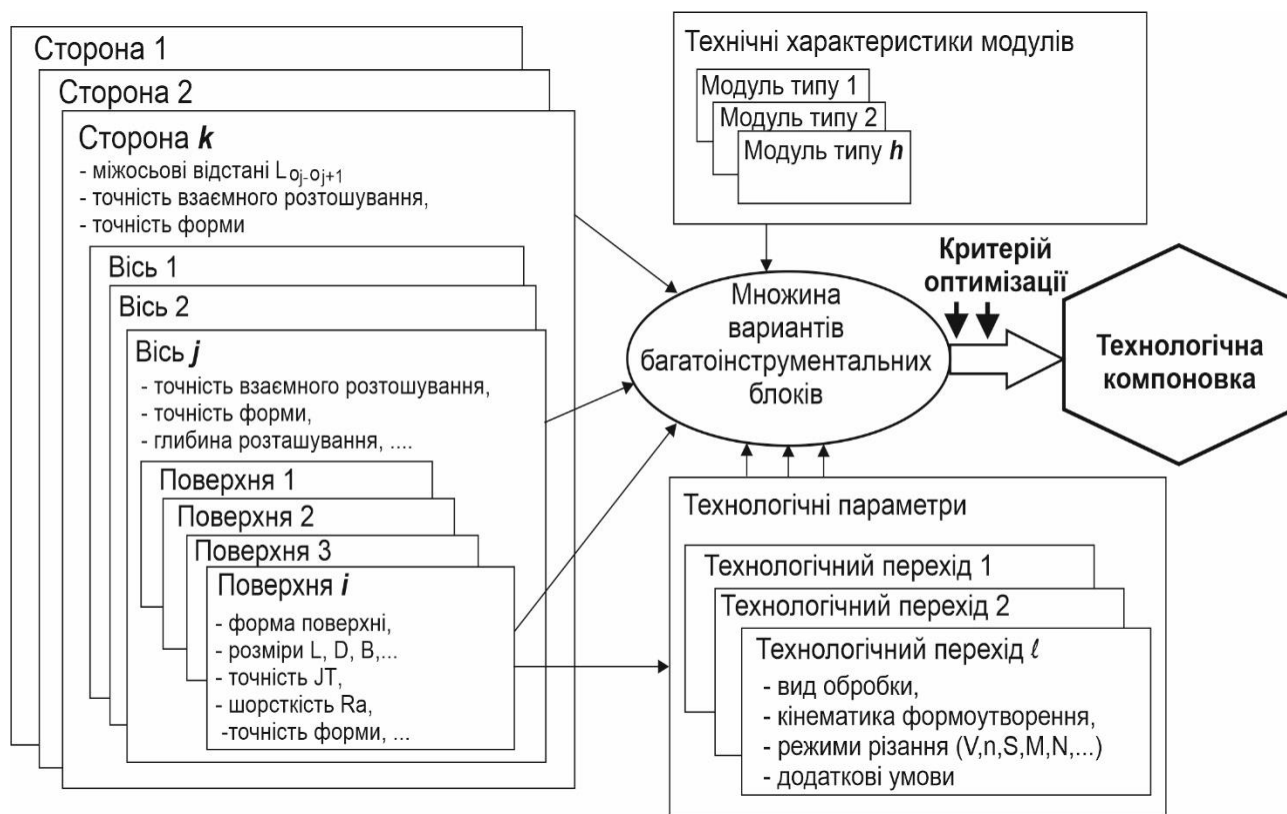 Сторона 1
Сторона 2
Сторона k
- міжосьові відстані L oj-oj+1
- точність взаємного розтошування,
- точність форми
Вісь 1
Вісь 2
Вісь j
- точність взаємного розтошування,
- точність форми,
- глибина розташування, ....
Поверхня 1
Поверхня 2
Поверхня 3
Поверхня i
- форма поверхні,
- розміри L, D, B,...
- точність JT,
- шорсткість Ra,
-точність форми, ...
Технічні характеристики модулів
Модуль типу 1
Модуль типу 2
Модуль типу h
Множина
вариантів
багатоінструментальних
блоків
Критерій
оптимізації
Технологічна
компоновка
Технологічні параметри
Технологічний перехід 1
Технологічний перехід 2
Технологічний перехід ℓ
- вид обробки,
- кінематика формоутворення,
- режими різання (V,n,S,M,N,...)
- додаткові умови